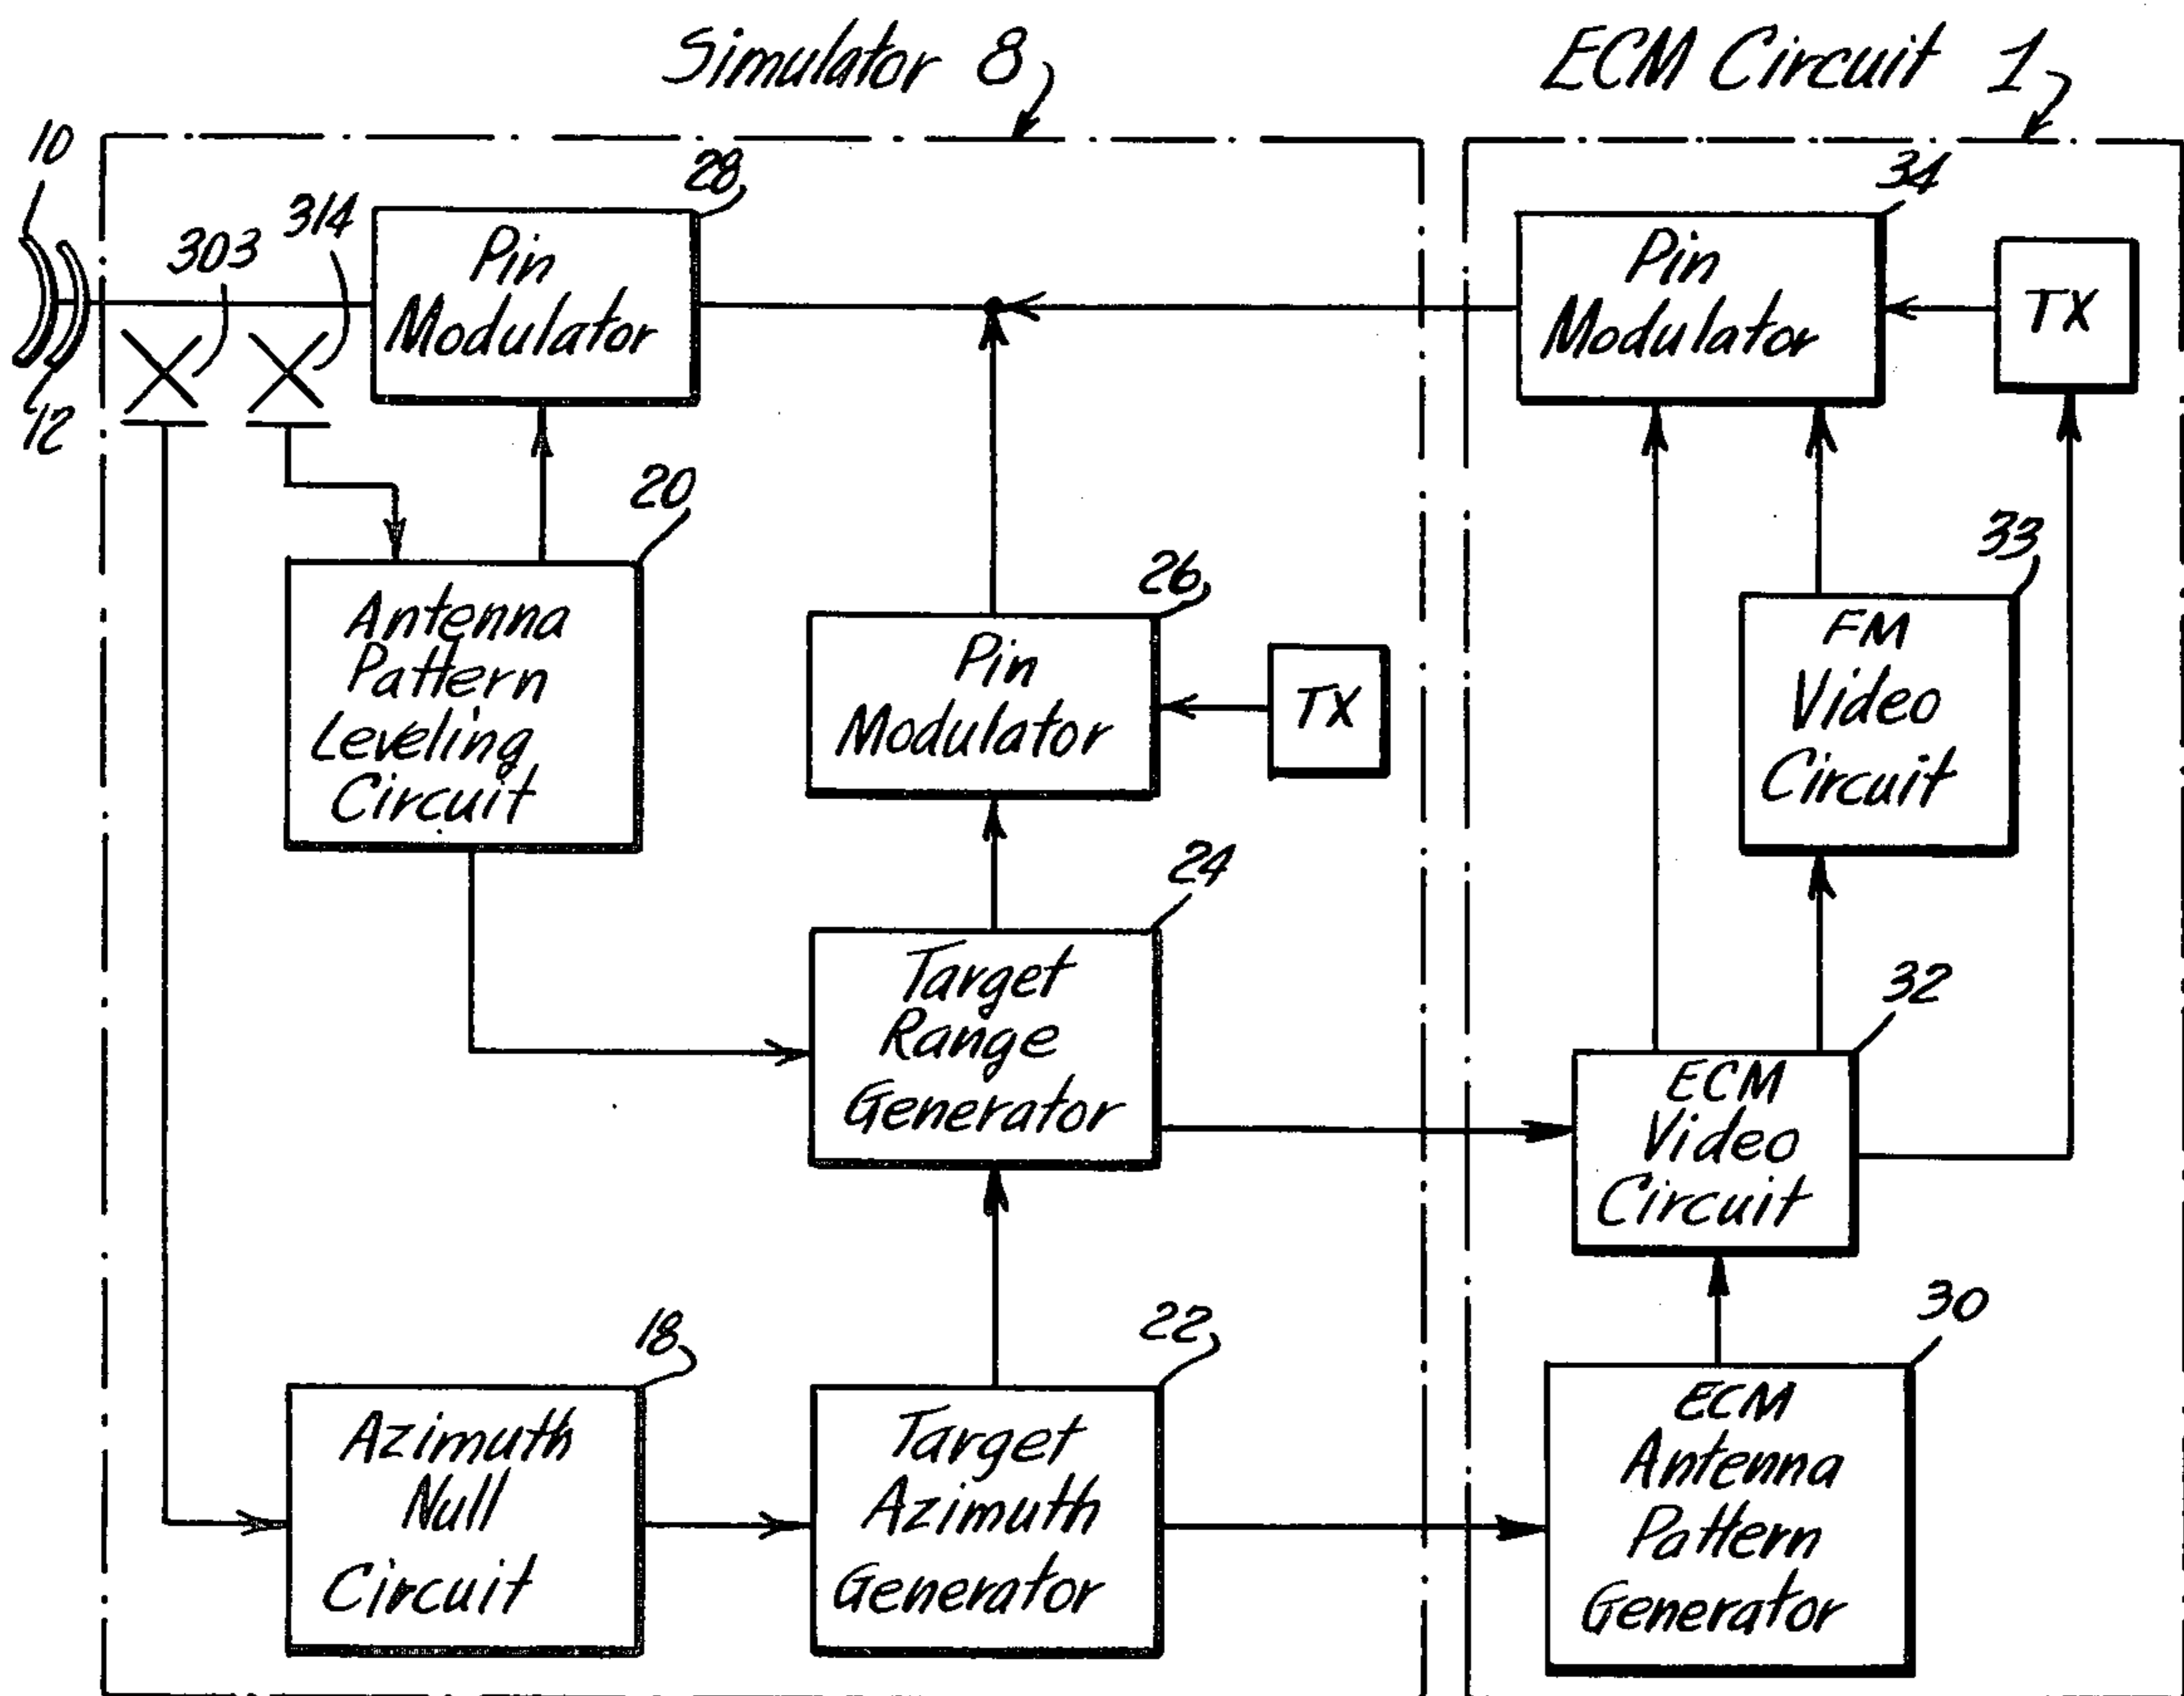 Simulator 8
ECM Circuit 1
10
12
303
314
28
Pin
Modulator
34
Pin
Modulator
TX
20
Antenna
Pattern
Leveling
Circuit
26
Pin
Modulator
TX
33
FM
Video
Circuit
24
Target
Range
Generator
32
ECM
Video
Circuit
18
Azimuth
Null
Circuit
22
Target
Azimuth
Generator
30
ECM
Antenna
Pattern
Generator